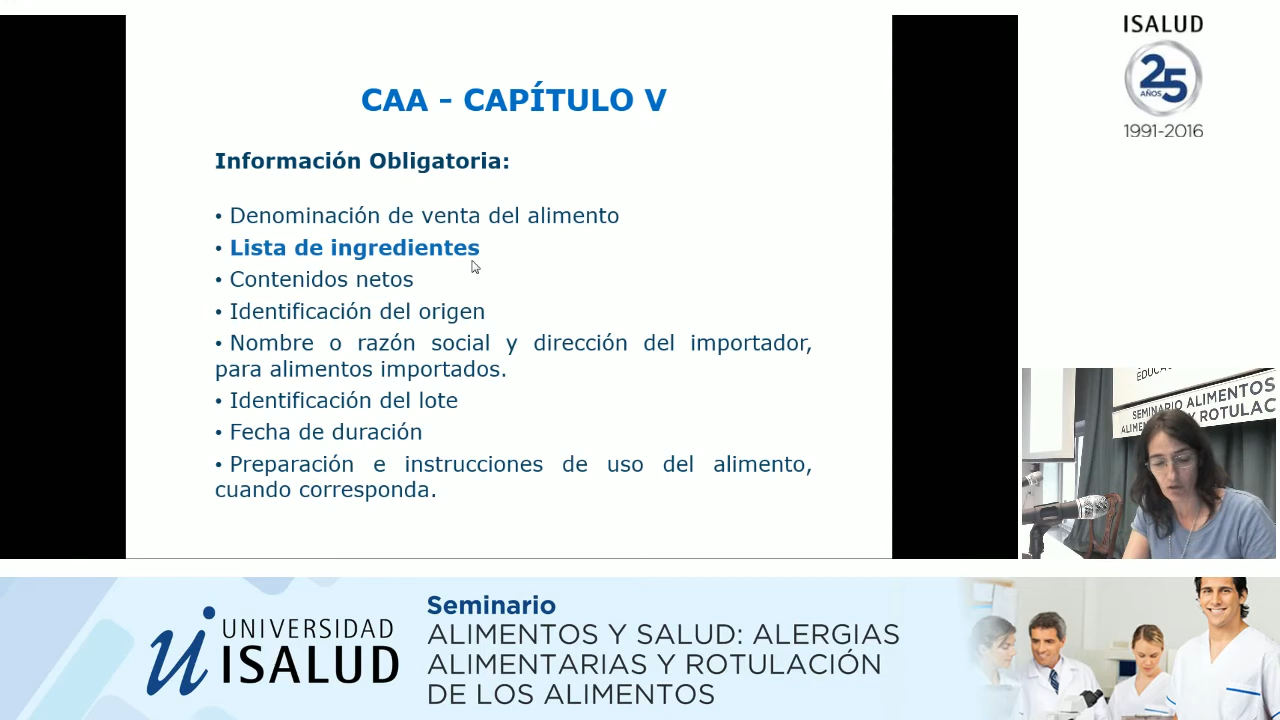 CAA - CAPÍTULO V
Información Obligatoria:
• Denominación de venta del alimento
• Lista de ingredientes
• Contenidos netos
• Identificación del origen
• Nombre o razón social y dirección del importador,
para alimentos importados.
• Identificación del lote
• Fecha de duración
• Preparación e instrucciones de uso del alimento,
cuando corresponda.
ISALUD
25
AÑOS
1991-2016
SEMINARIO ALIMENTOS
Y ROTULAC
UNIVERSIDAD
ISALUD
Seminario
ALIMENTOS Y SALUD: ALERGIAS
ALIMENTARIAS Y ROTULACIÓN
DE LOS ALIMENTOS